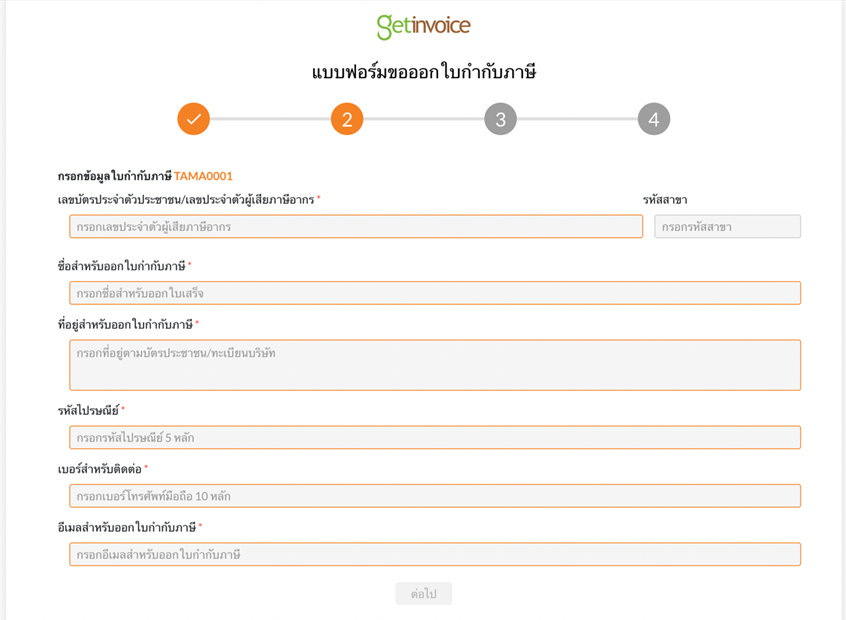 getinvoice
แบบฟอร์มขอออกใบกำกับภาษี
2 3 4
กรอกข้อมูลใบกำกับภาษี TAMA0001
เลขบัตรประจำตัวประชาชน/เลขประจำตัวผู้เสียภาษีอากร * รหัสสาขา
กรอกเลขประจำตัวผู้เสียภาษีอากร กรอกรหัสสาขา
ชื่อสำหรับออกใบกำกับภาษี *
กรอกชื่อสำหรับออกใบเสร็จ
ที่อยู่สำหรับออกใบกำกับภาษี *
กรอกที่อยู่ตามบัตรประชาชน/ทะเบียนบริษัท
รหัสไปรษณีย์ *
กรอกรหัสไปรษณีย์ 5 หลัก
เบอร์สำหรับติดต่อ *
กรอกเบอร์โทรศัพท์มือถือ 10 หลัก
อีเมลสำหรับออกใบกำกับภาษี *
กรอกอีเมลสำหรับออกใบกำกับภาษี
ต่อไป